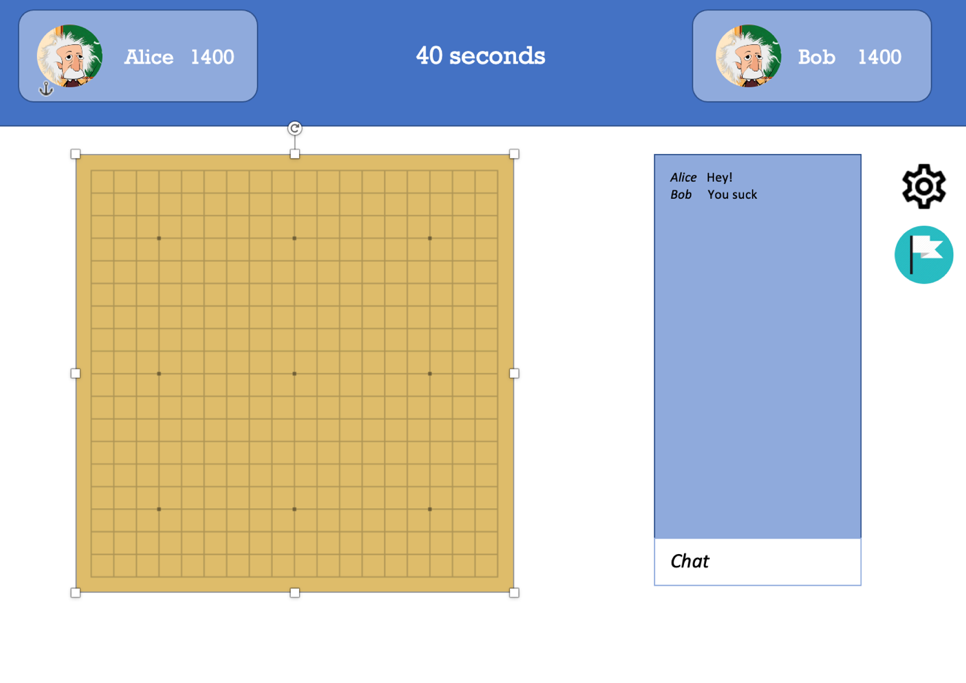 Alice 1400
40 seconds
Bob 1400
Alice Hey!
Bob You suck
Chat